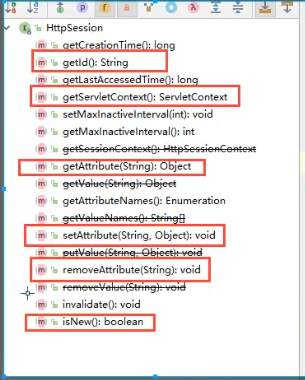 HttpSession
getCreationTime(): long
getId(): String
getLastAccessedTime(): long
getServletContext(): ServletContext
setMaxInactiveInterval(int): void
getMaxInactiveInterval(): int
getSessionContext(): HttpSessionContext
getAttribute(String): Object
getValue(String): Object
getAttributeNames(): Enumeration
getValueNames(): String[]
setAttribute(String, Object): void
putValue(String, Object): void
removeAttribute(String): void
removeValue(String): void
invalidate(): void
isNew(): boolean